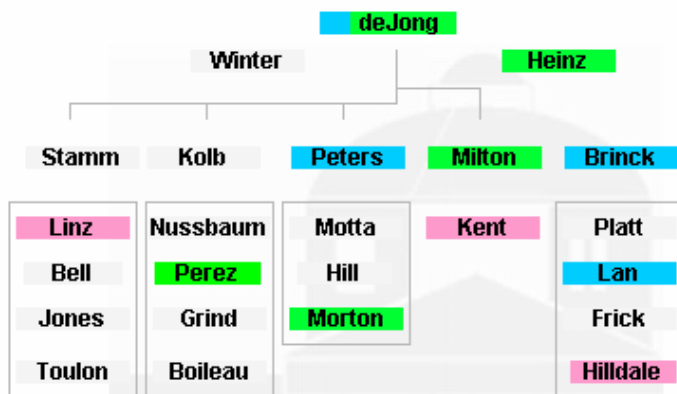 deJong
Winter Heinz
Stamm Kolb Peters Milton Brinck
Linz Nussbaum Motta Kent Platt
Bell Perez Hill Lan
Jones Grind Morton Frick
Toulon Boileau Hilldale